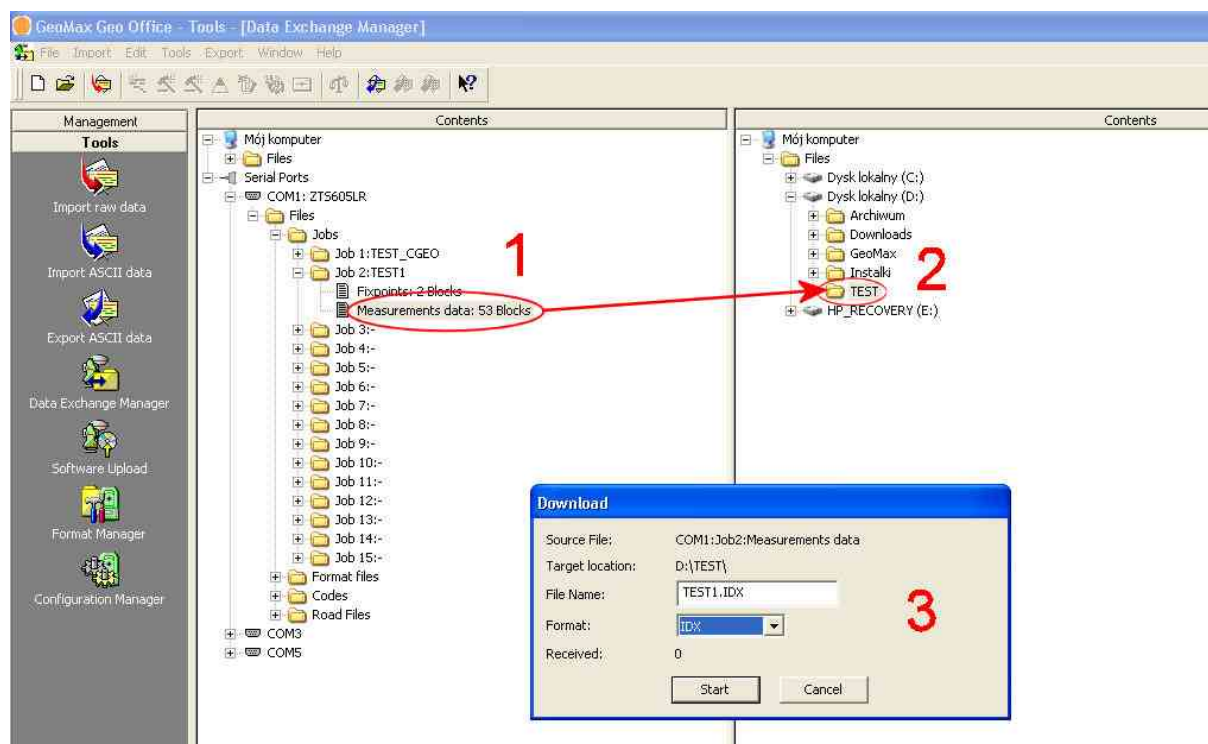 GeoMax Geo Office - Tools - [Data Exchange Manager]
File Import Edit Tools Export Window Help
Management
Tools
Import raw data
Import ASCII data
Export ASCII data
Data Exchange Manager
Software Upload
Format Manager
Configuration Manager
Contents
Mój komputer
Files
Serial Ports
COM1: ZTS605LR
Files
Jobs
Job 1:TEST_CGEO
Job 2:TEST1
Fixpoints: 2 Blocks
Measurements data: 53 Blocks
Job 3:-
Job 4:-
Job 5:-
Job 6:-
Job 7:-
Job 8:-
Job 9:-
Job 10:-
Job 11:-
Job 12:-
Job 13:-
Job 14:-
Job 15:-
Format files
Codes
Road Files
COM3
COM5
1
Contents
Mój komputer
Files
Dysk lokalny (C:)
Dysk lokalny (D:)
Archiwum
Downloads
GeoMax
Instalki
TEST
HP_RECOVERY (E:)
2
Download
Source File: COM1:Job2:Measurements data
Target location: D:\TEST\
File Name: TEST1.IDX
Format: IDX
Received: 0
Start Cancel
3